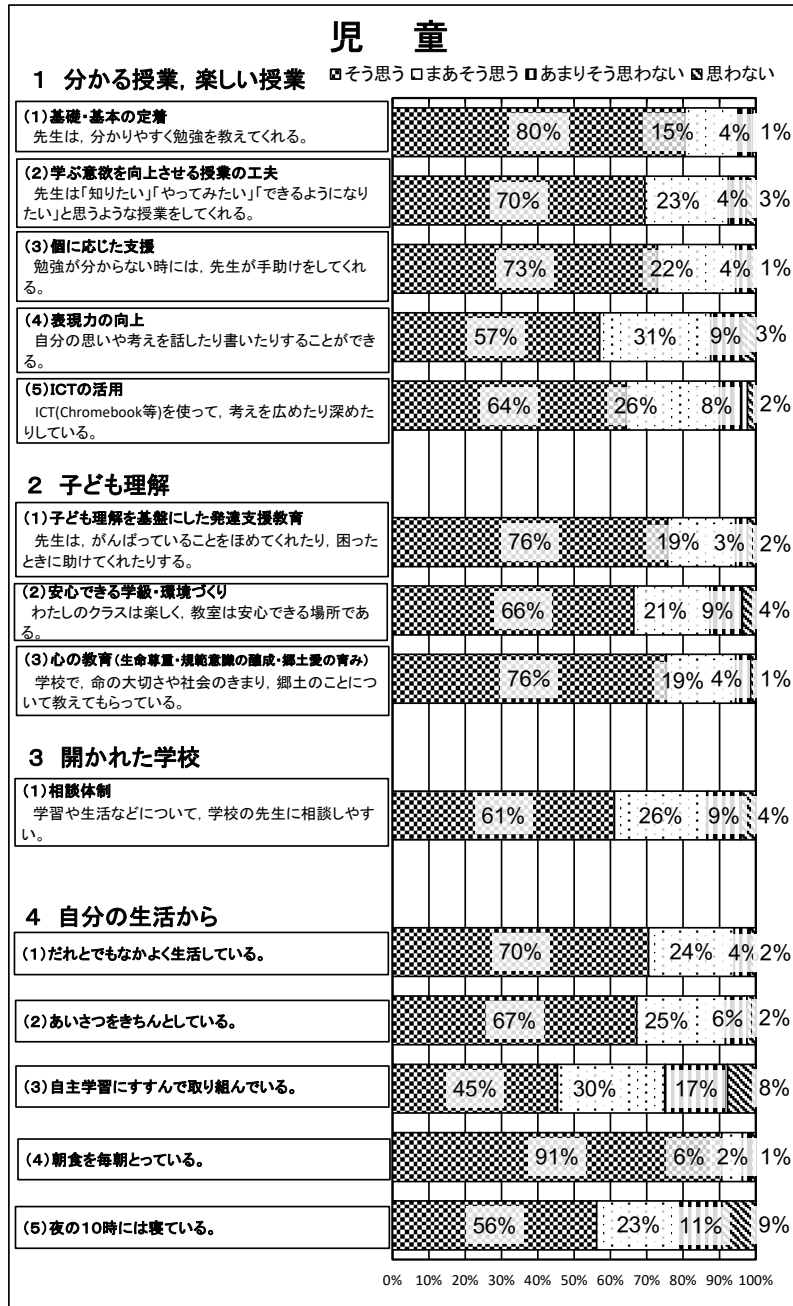 児 童
1 分かる授業，楽しい授業
そう思う まあそう思う あまりそう思わない 思わない
(1)基礎・基本の定着
先生は，分かりやすく勉強を教えてくれる。
80% 15% 4% 1%
(2)学ぶ意欲を向上させる授業の工夫
先生は「知りたい」「やってみたい」「できるようになり
たい」と思うような授業をしてくれる。
70% 23% 4% 3%
(3)個に応じた支援
勉強が分からない時には，先生が手助けをしてくれ
る。
73% 22% 4% 1%
(4)表現力の向上
自分の思いや考えを話したり書いたりすることができ
る。
57% 31% 9% 3%
(5)ICTの活用
ICT(Chromebook等)を使って，考えを広めたり深めた
りしている。
64% 26% 8% 2%
2 子ども理解
(1)子ども理解を基盤にした発達支援教育
先生は，がんばっていることをほめてくれたり，困った
ときに助けてくれたりする。
76% 19% 3% 2%
(2)安心できる学級・環境づくり
わたしのクラスは楽しく，教室は安心できる場所であ
る。
66% 21% 9% 4%
(3)心の教育(生命尊重・規範意識の醸成・郷土愛の育み)
学校で，命の大切さや社会のきまり，郷土のことにつ
いて教えてもらっている。
76% 19% 4% 1%
3 開かれた学校
(1)相談体制
学習や生活などについて，学校の先生に相談しやす
い。
61% 26% 9% 4%
4 自分の生活から
(1)だれとでもなかよく生活している。
70% 24% 4% 2%
(2)あいさつをきちんとしている。
67% 25% 6% 2%
(3)自主学習にすすんで取り組んでいる。
45% 30% 17% 8%
(4)朝食を毎朝とっている。
91% 6% 2% 1%
(5)夜の10時には寝ている。
56% 23% 11% 9%
0% 10% 20% 30% 40% 50% 60% 70% 80% 90% 100%